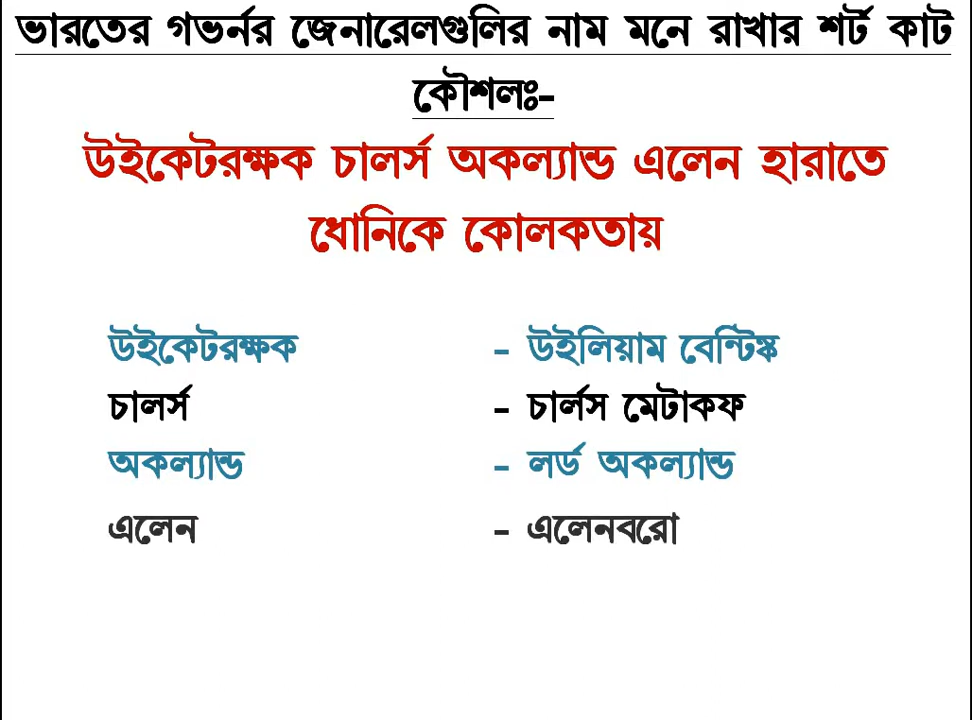 ভারতের গভর্নর জেনারেলগুলির নাম মনে রাখার শর্ট কাট
কৌশলঃ-
উইকেটরক্ষক চালর্স অকল্যান্ড এলেন হারাতে
ধোনিকে কোলকতায়
উইকেটরক্ষক - উইলিয়াম বেন্টিঙ্ক
চালর্স - চার্লস মেটাকফ
অকল্যান্ড - লর্ড অকল্যান্ড
এলেন - এলেনবরো